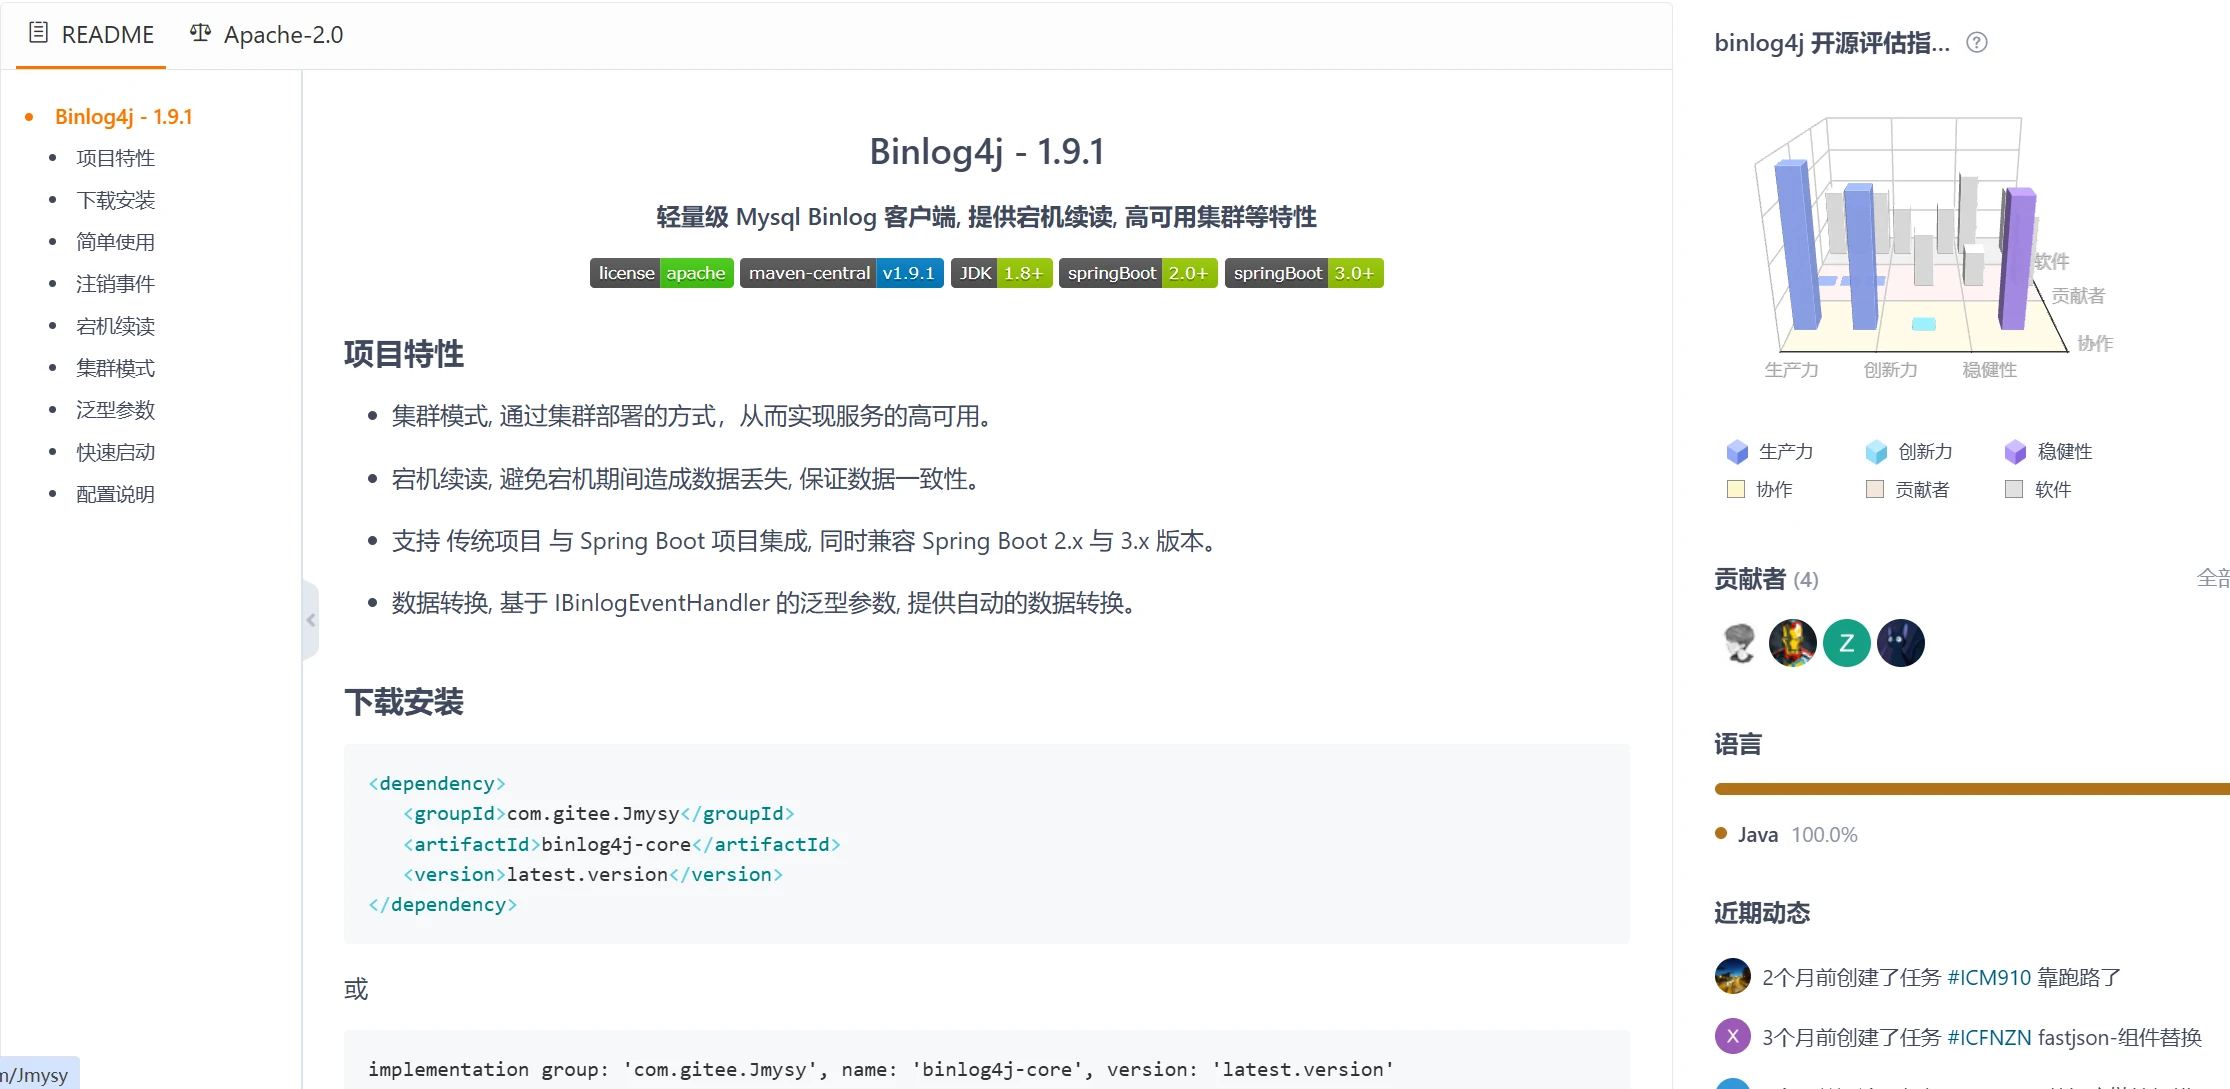 README
Apache-2.0
Binlog4j - 1.9.1
项目特性
下载安装
简单使用
注销事件
宕机续读
集群模式
泛型参数
快速启动
配置说明
Binlog4j - 1.9.1
轻量级 Mysql Binlog 客户端, 提供宕机续读, 高可用集群等特性
license apache maven-central v1.9.1 JDK 1.8+ springBoot 2.0+ springBoot 3.0+
项目特性
集群模式, 通过集群部署的方式，从而实现服务的高可用。
宕机续读, 避免宕机期间造成数据丢失, 保证数据一致性。
支持 传统项目 与 Spring Boot 项目集成, 同时兼容 Spring Boot 2.x 与 3.x 版本。
数据转换, 基于 IBinlogEventHandler 的泛型参数, 提供自动的数据转换。
下载安装
<dependency>
<groupId>com.gitee.Jmysy</groupId>
<artifactId>binlog4j-core</artifactId>
<version>latest.version</version>
</dependency>
或
implementation group: 'com.gitee.Jmysy', name: 'binlog4j-core', version: 'latest.version'
m/Jmysy
binlog4j 开源评估指...
软件
贡献者
协作
生产力 创新力 稳健性
生产力 创新力 稳健性
协作 贡献者 软件
贡献者 (4)
全部
Z
语言
Java 100.0%
近期动态
2个月前创建了任务 #ICM910 靠跑路了
X 3个月前创建了任务 #ICFNZN fastjson-组件替换